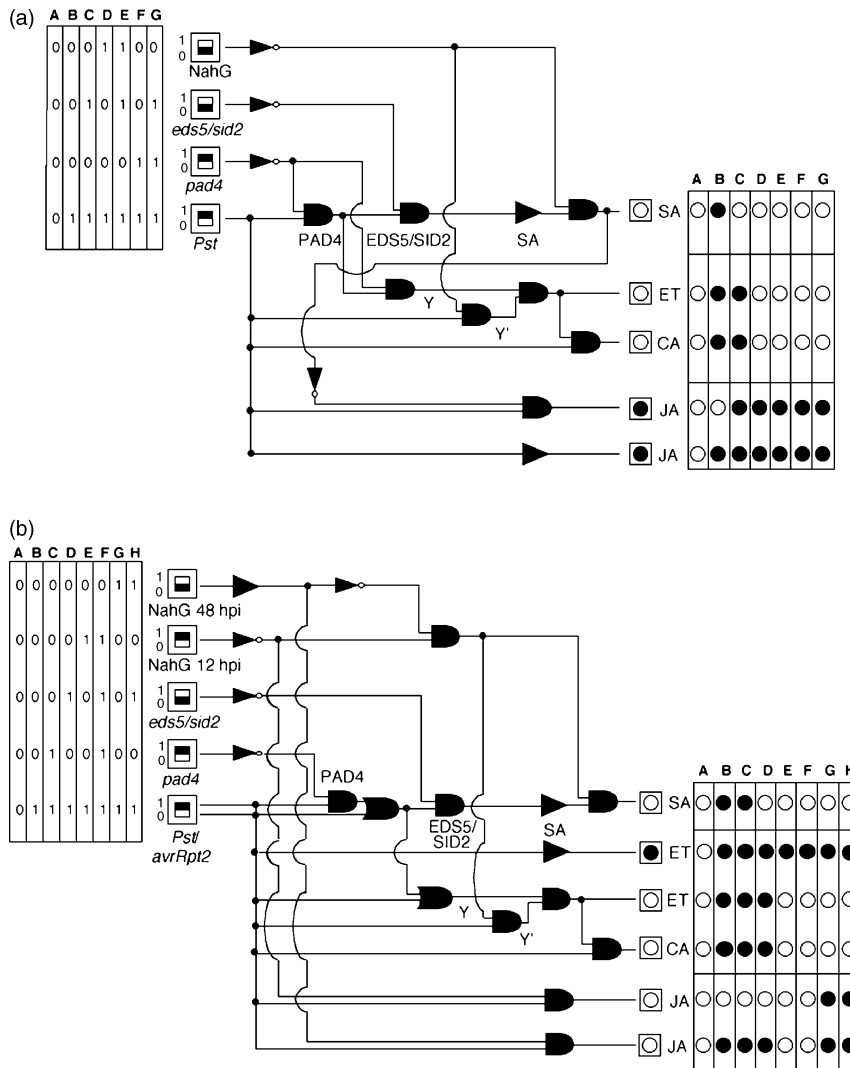 (a)
A B C D E F G
0 0 0 1 1 0 0
1
0
NahG
0 0 1 0 1 0 1
1
0
eds5/sid2
0 0 0 0 0 1 1
1
0
pad4
0 1 1 1 1 1 1
1
0
Pst
PAD4
EDS5/SID2
SA
Y
Y'
A B C D E F G
SA
ET
CA
JA
JA
(b)
A B C D E F G H
0 0 0 0 0 0 1 1
1
0
NahG 48 hpi
0 0 0 0 1 1 0 0
1
0
NahG 12 hpi
0 0 0 1 0 1 0 1
1
0
eds5/sid2
0 0 1 0 0 1 0 0
1
0
pad4
0 1 1 1 1 1 1 1
1
0
Pst/
avrRpt2
PAD4
EDS5/
SID2
SA
Y
Y'
A B C D E F G H
SA
ET
ET
CA
JA
JA